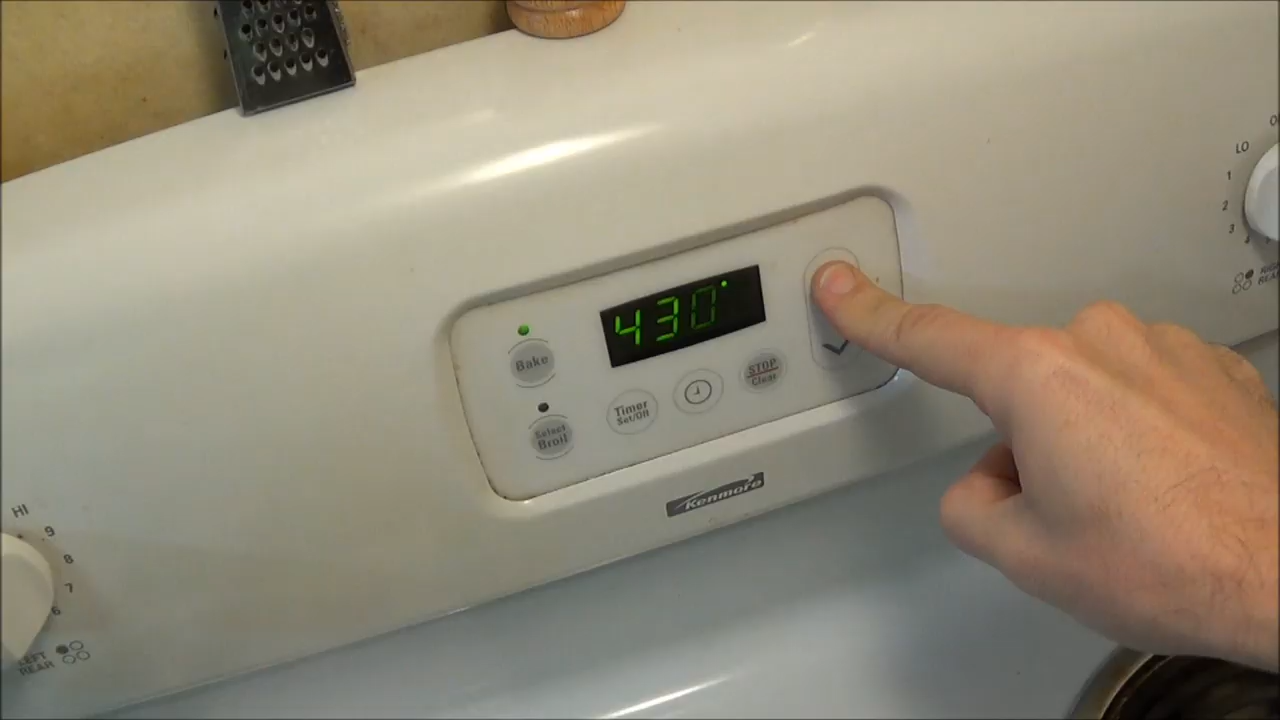 430°
Bake
Select
Broil
Timer
Set/Off
STOP
Clear
Kenmore
HI
9
8
7
6
LEFT
REAR
LO
1
2
3